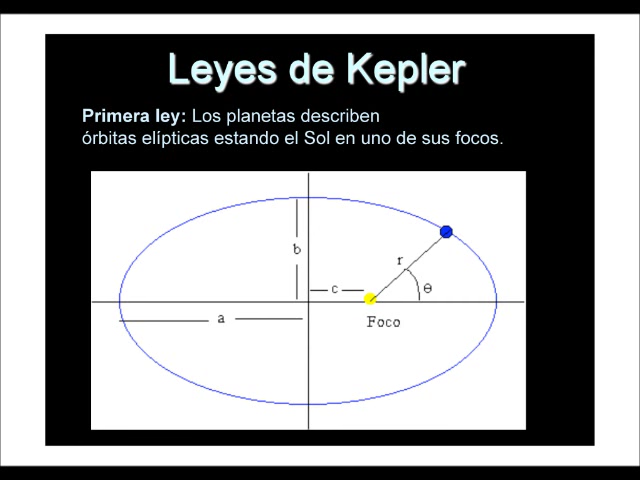 Leyes de Kepler
Primera ley: Los planetas describen
órbitas elípticas estando el Sol en uno de sus focos.
b
r
c
θ
a
Foco